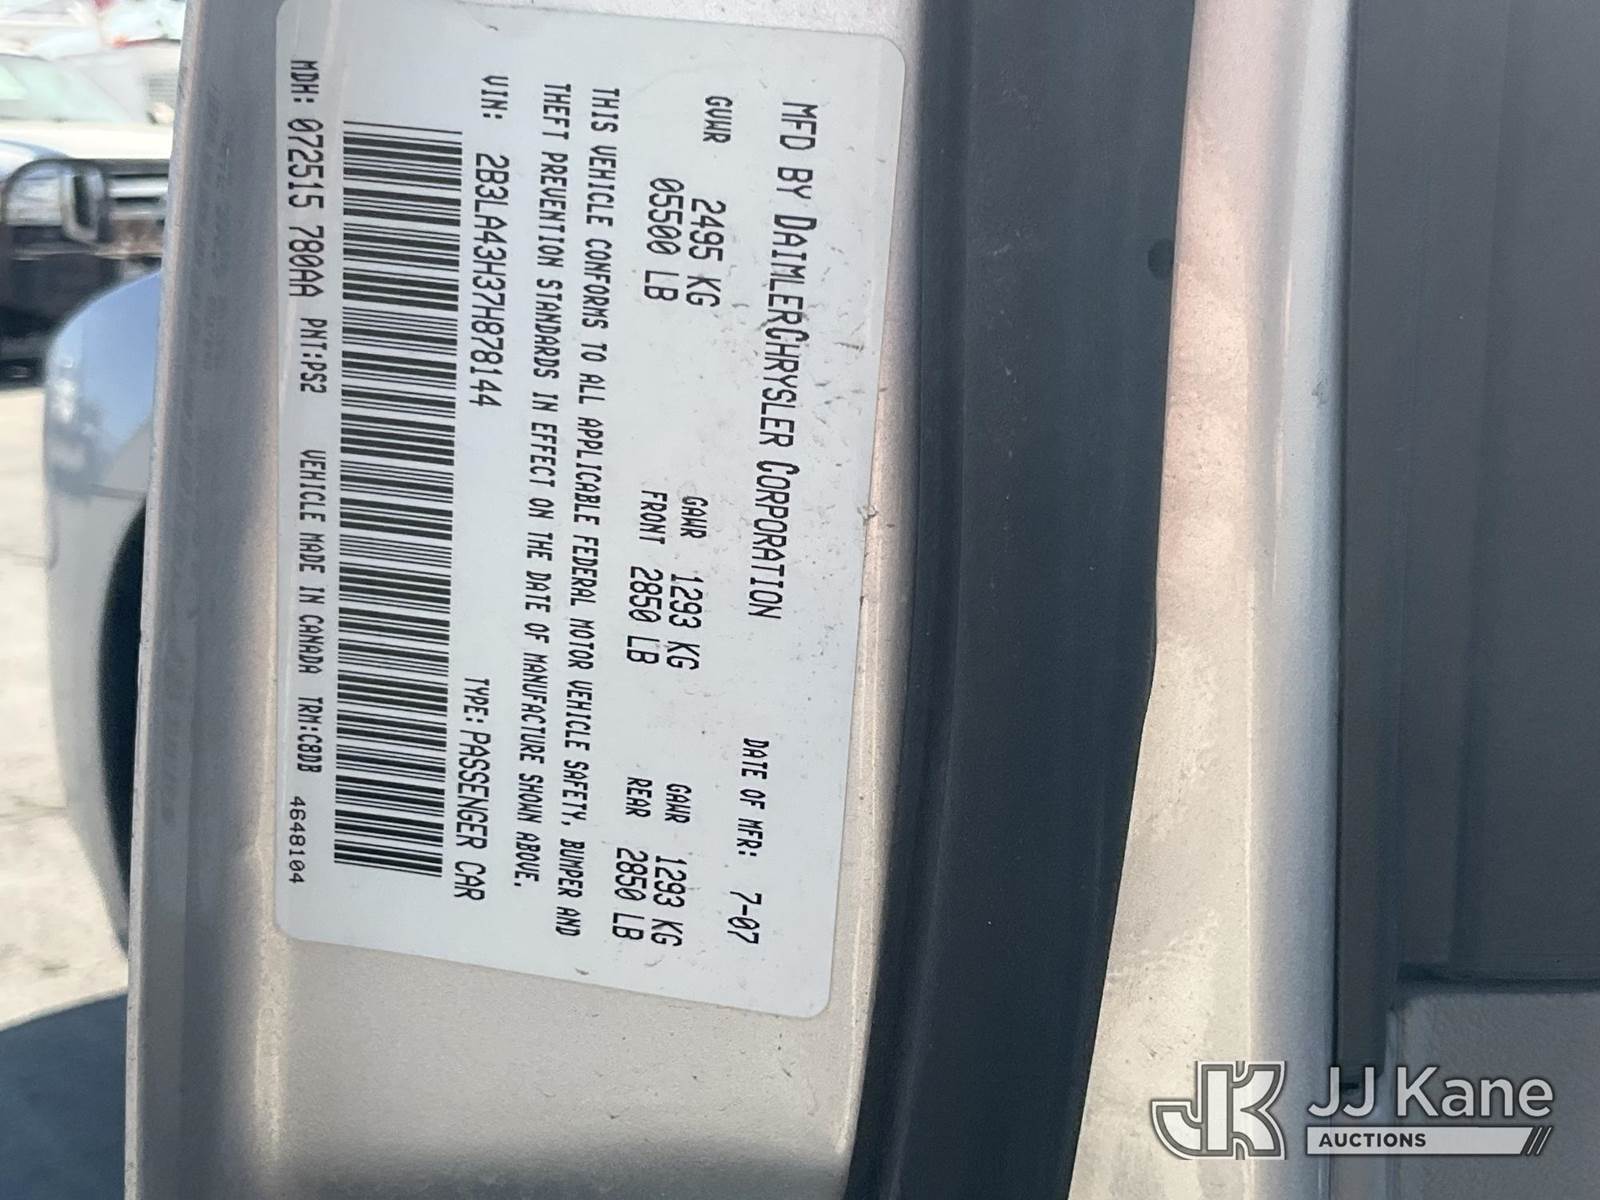 MFD BY DAIMLERCHRYSLER CORPORATION DATE OF MFR: 7-07
GVWR 2495 KG GAWR 1293 KG GAWR 1293 KG
05500 LB FRONT 2850 LB REAR 2850 LB
THIS VEHICLE CONFORMS TO ALL APPLICABLE FEDERAL MOTOR VEHICLE SAFETY, BUMPER AND
THEFT PREVENTION STANDARDS IN EFFECT ON THE DATE OF MANUFACTURE SHOWN ABOVE.
VIN: 2B3LA43H37H878144 TYPE: PASSENGER CAR
MDH: 072515 780AA PNT:PS2 VEHICLE MADE IN CANADA TRM:C8DB 4648104
JK JJ Kane
AUCTIONS